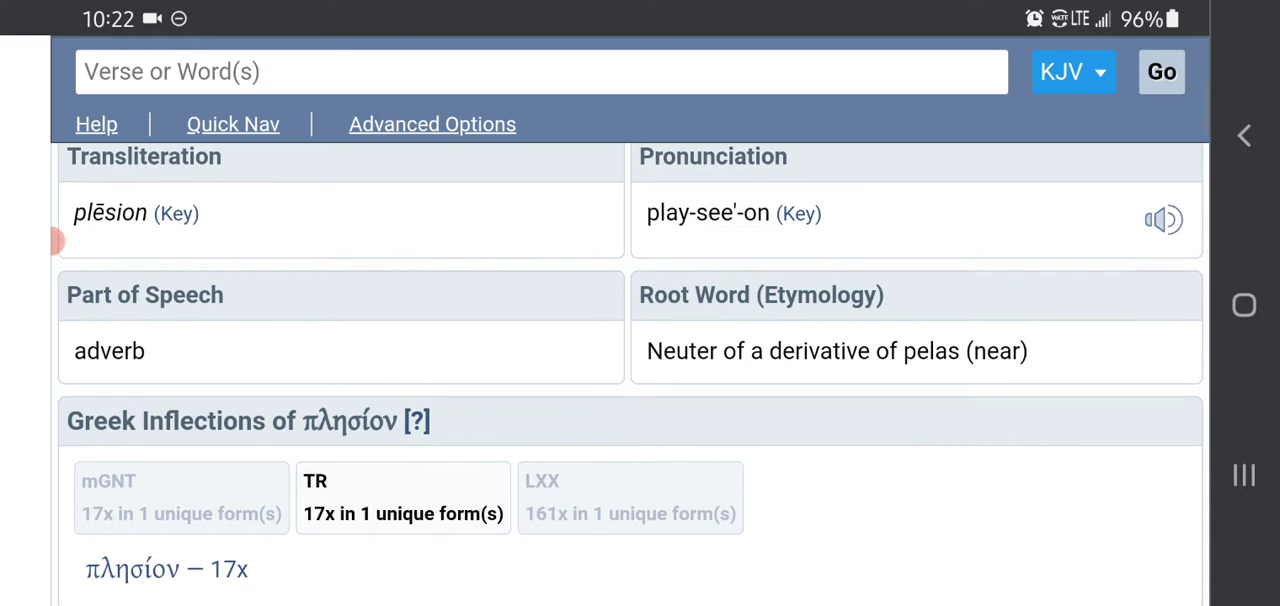 10:22 LTE 96%
Verse or Word(s) KJV Go
Help Quick Nav Advanced Options
Transliteration Pronunciation
plēsion (Key) play-see'-on (Key)
Part of Speech Root Word (Etymology)
adverb Neuter of a derivative of pelas (near)
Greek Inflections of πλησίον [?]
mGNT TR LXX
17x in 1 unique form(s) 17x in 1 unique form(s) 161x in 1 unique form(s)
πλησίον — 17x